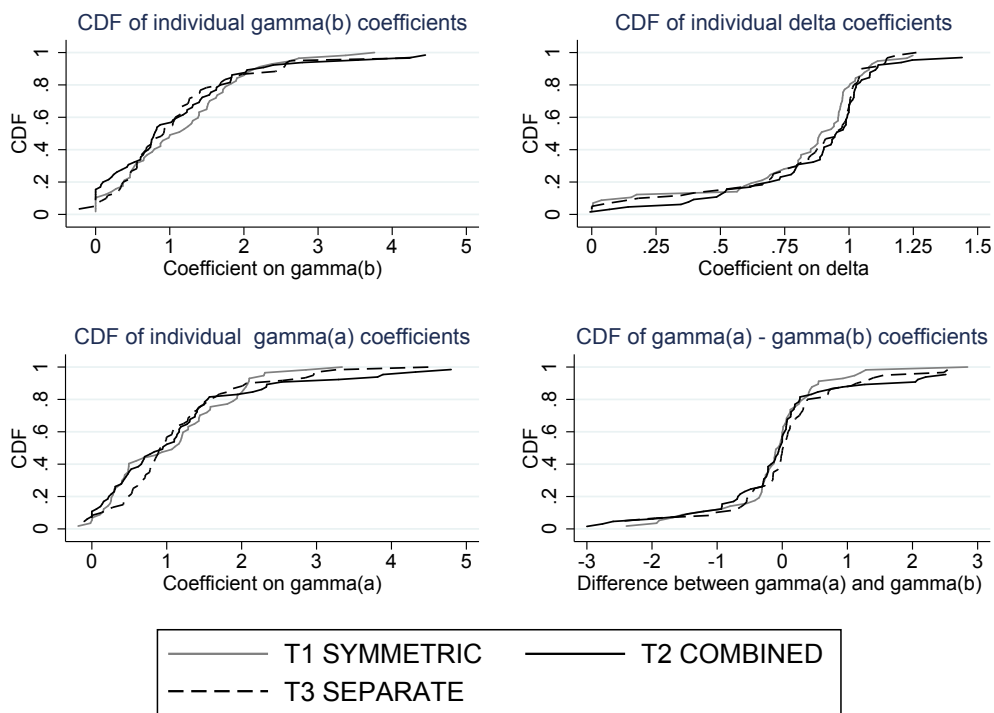 CDF of individual gamma(b) coefficients
CDF
0 .2 .4 .6 .8 1
0 1 2 3 4 5
Coefficient on gamma(b)
CDF of individual delta coefficients
CDF
0 .2 .4 .6 .8 1
0 .25 .5 .75 1 1.25 1.5
Coefficient on delta
CDF of individual gamma(a) coefficients
CDF
0 .2 .4 .6 .8 1
0 1 2 3 4 5
Coefficient on gamma(a)
CDF of gamma(a) - gamma(b) coefficients
CDF
0 .2 .4 .6 .8 1
-3 -2 -1 0 1 2 3
Difference between gamma(a) and gamma(b)
T1 SYMMETRIC T2 COMBINED
T3 SEPARATE